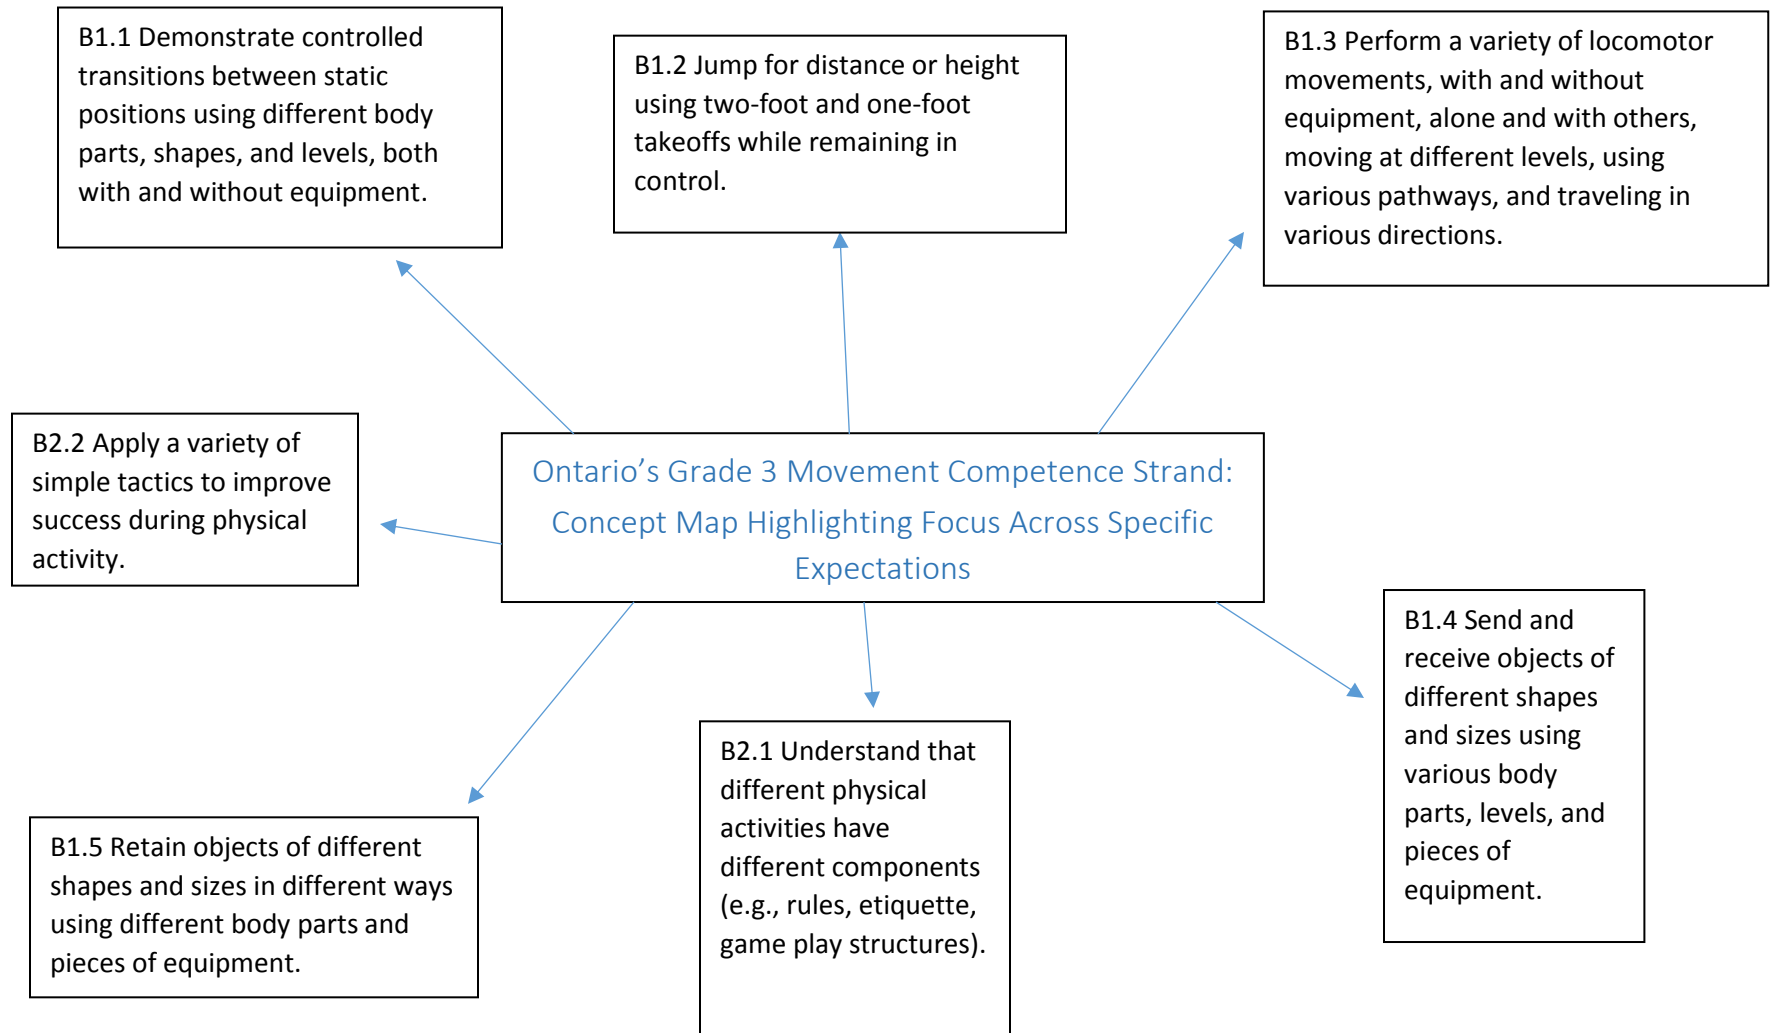 B1.1 Demonstrate controlled
transitions between static
positions using different body
parts, shapes, and levels, both
with and without equipment.
B1.2 Jump for distance or height
using two-foot and one-foot
takeoffs while remaining in
control.
B1.3 Perform a variety of locomotor
movements, with and without
equipment, alone and with others,
moving at different levels, using
various pathways, and traveling in
various directions.
B2.2 Apply a variety of
simple tactics to improve
success during physical
activity.
Ontario’s Grade 3 Movement Competence Strand:
Concept Map Highlighting Focus Across Specific
Expectations
B1.4 Send and
receive objects of
different shapes
and sizes using
various body
parts, levels, and
pieces of
equipment.
B1.5 Retain objects of different
shapes and sizes in different ways
using different body parts and
pieces of equipment.
B2.1 Understand that
different physical
activities have
different components
(e.g., rules, etiquette,
game play structures).